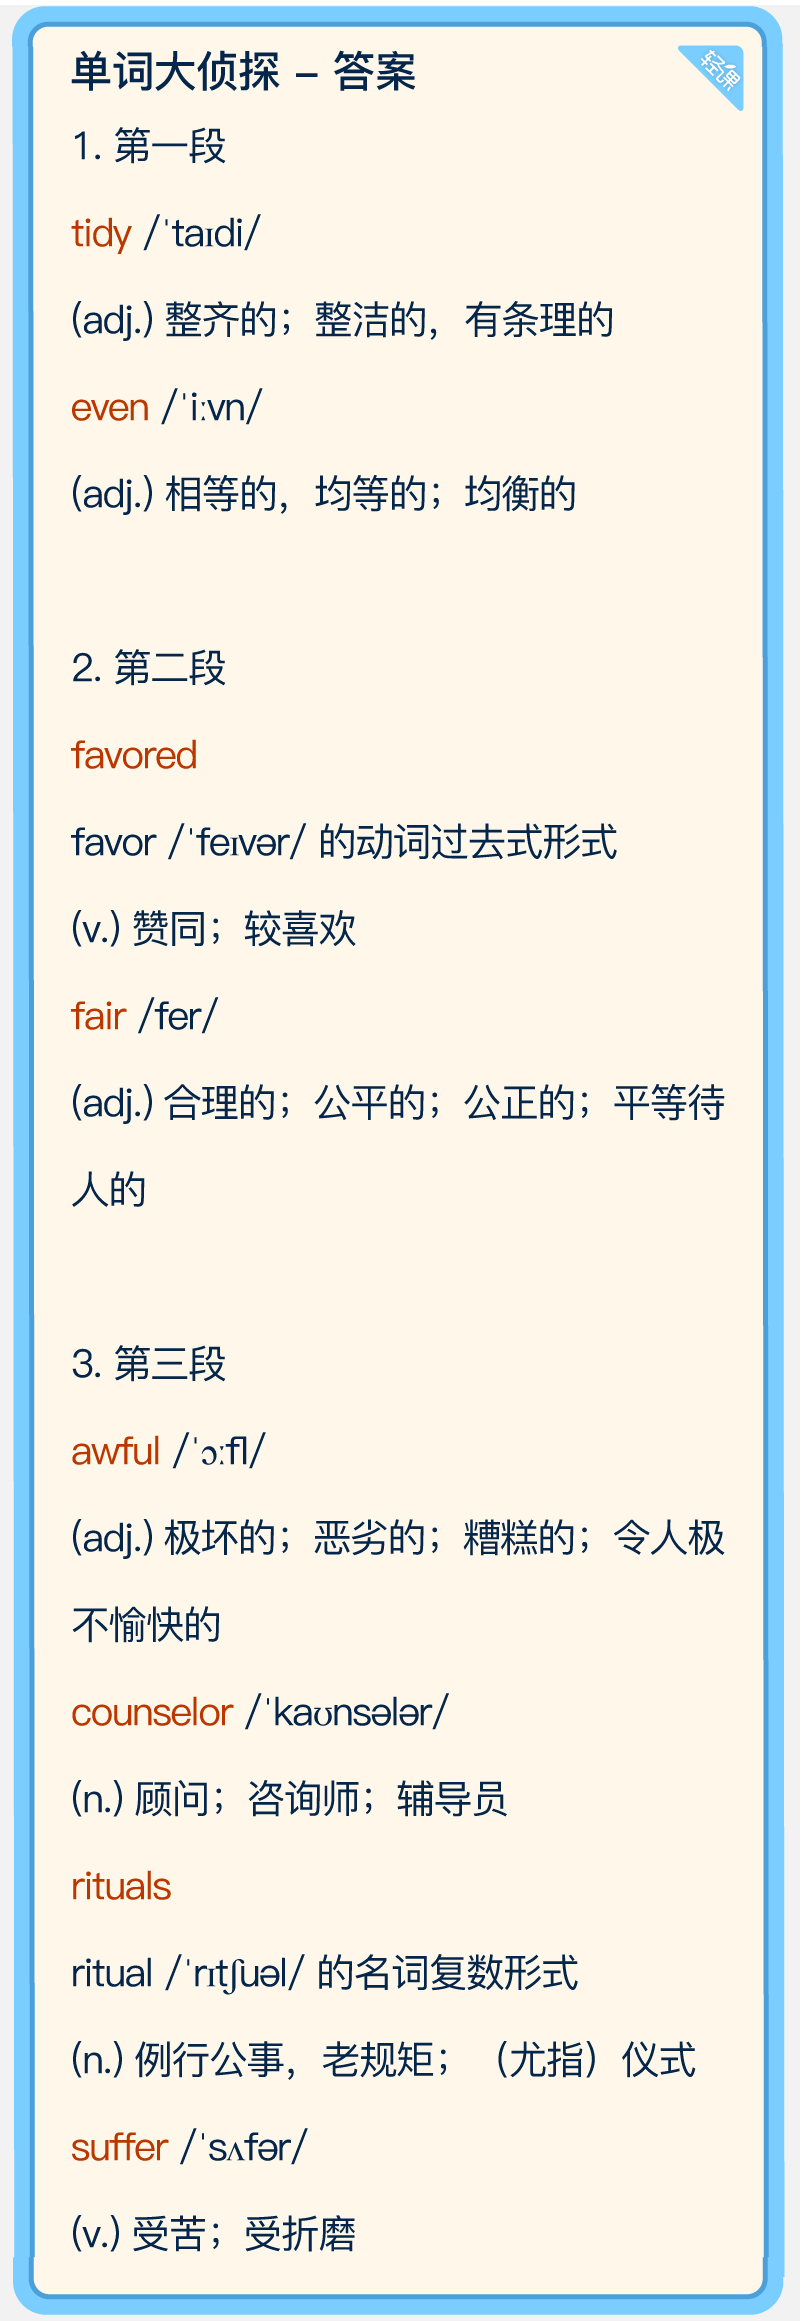 单词大侦探 – 答案
轻课
1. 第一段
tidy /ˈtaɪdi/
(adj.) 整齐的；整洁的，有条理的
even /ˈiːvn/
(adj.) 相等的，均等的；均衡的
2. 第二段
favored
favor /ˈfeɪvər/ 的动词过去式形式
(v.) 赞同；较喜欢
fair /fer/
(adj.) 合理的；公平的；公正的；平等待
人的
3. 第三段
awful /ˈɔːfl/
(adj.) 极坏的；恶劣的；糟糕的；令人极
不愉快的
counselor /ˈkaʊnsələr/
(n.) 顾问；咨询师；辅导员
rituals
ritual /ˈrɪtʃuəl/ 的名词复数形式
(n.) 例行公事，老规矩；（尤指）仪式
suffer /ˈsʌfər/
(v.) 受苦；受折磨